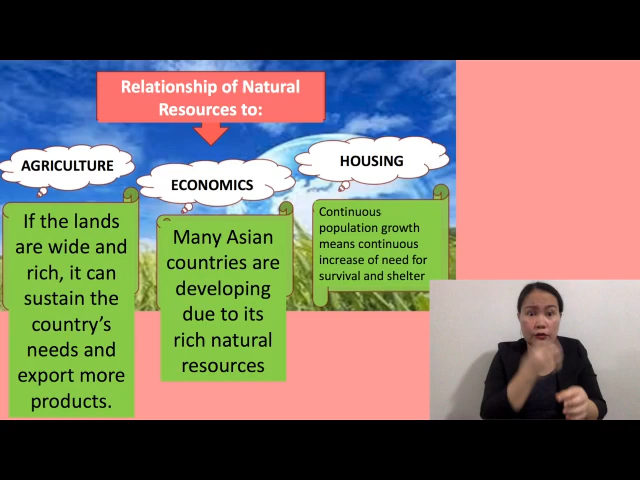 Relationship of Natural
Resources to:
AGRICULTURE
If the lands
are wide and
rich, it can
sustain the
country's
needs and
export more
products.
ECONOMICS
Many Asian
countries are
developing
due to its
rich natural
resources
HOUSING
Continuous
population growth
means continuous
increase of need for
survival and shelter